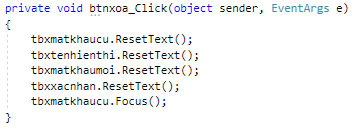 private void btnxoa_Click(object sender, EventArgs e)
{
    tbxmatkhaucu.ResetText();
    tbxtenhienthi.ResetText();
    tbxmatkhaumoi.ResetText();
    tbxxacnhan.ResetText();
    tbxmatkhaucu.Focus();
}